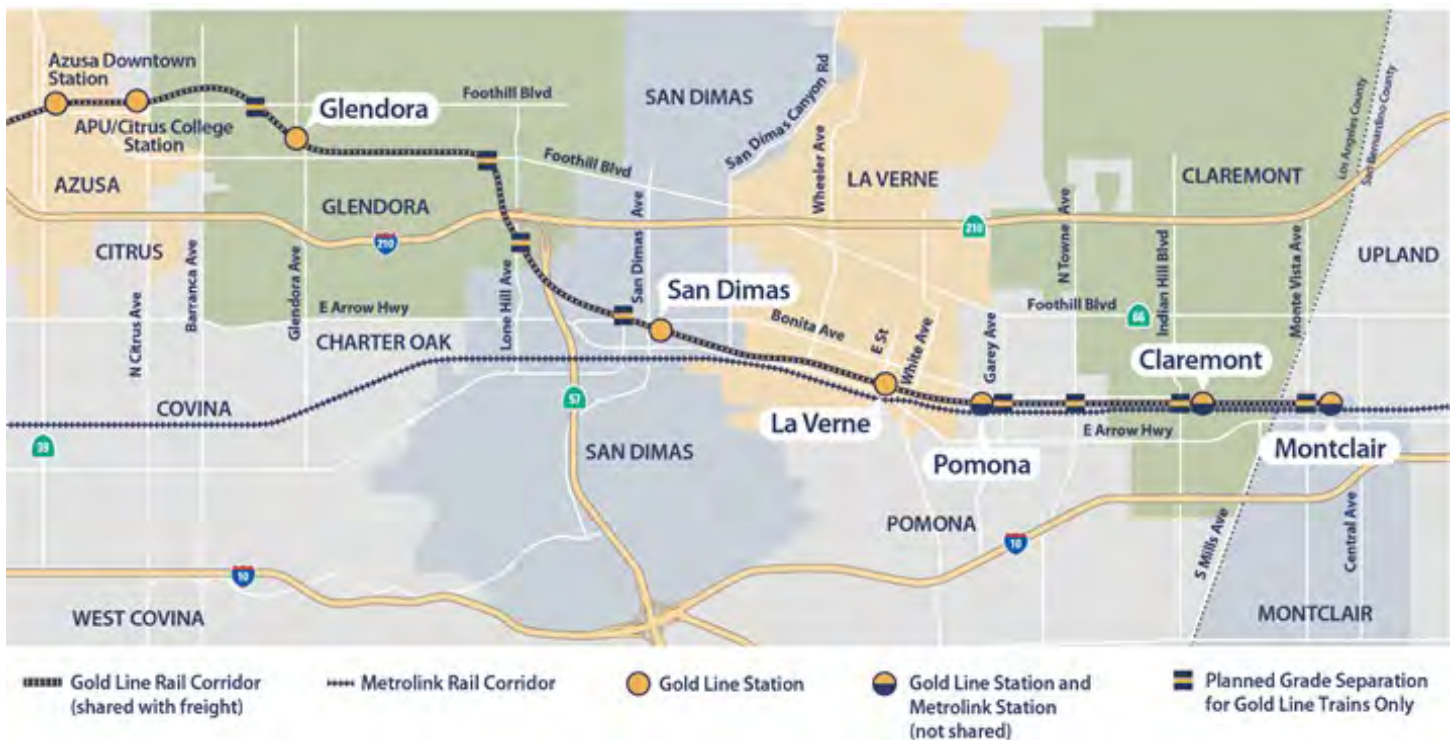 Azusa Downtown
Station
Glendora
Foothill Blvd
SAN DIMAS
San Dimas Canyon Rd
Wheeler Ave
Los Angeles County
San Bernardino County
APU/Citrus College
Station
Foothill Blvd
AZUSA
GLENDORA
LA VERNE
CLAREMONT
San Dimas Ave
N Towne Ave
210
210
CITRUS
UPLAND
Barranca Ave
Glendora Ave
N Citrus Ave
Lone Hill Ave
E Arrow Hwy
San Dimas
Bonita Ave
E St
White Ave
Garey Ave
Foothill Blvd
66
Indian Hill Blvd
Monte Vista Ave
CHARTER OAK
Claremont
COVINA
57
La Verne
E Arrow Hwy
Montclair
39
SAN DIMAS
Pomona
POMONA
10
10
S Mills Ave
Central Ave
WEST COVINA
MONTCLAIR
Gold Line Rail Corridor
(shared with freight)
Metrolink Rail Corridor
Gold Line Station
Gold Line Station and
Metrolink Station
(not shared)
Planned Grade Separation
for Gold Line Trains Only